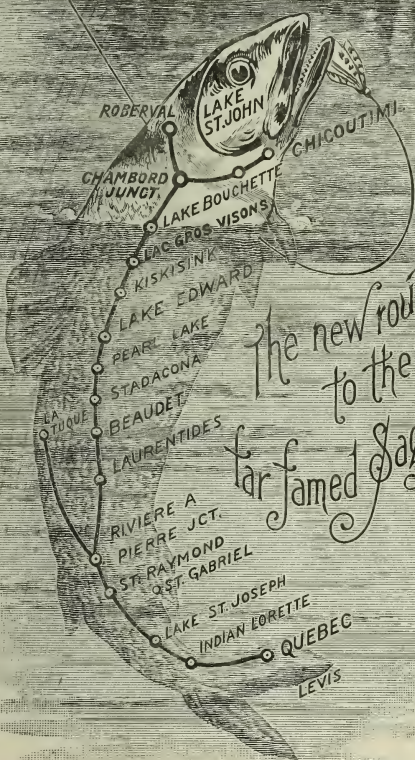 ROBERVAL
LAKE
ST. JOHN
CHICOUTIMI.
CHAMBORD
JUNCT.
LAKE BOUCHETTE
LAC GROS VISONS
KISKISINK
LAKE EDWARD
PEARL LAKE
STADACONA
BEAUDET
LAURENTIDES
LA
TUQUE
The new rou
to the
far famed Sag
RIVIERE A
PIERRE JCT.
ST. RAYMOND
ST. GABRIEL
LAKE ST. JOSEPH
INDIAN LORETTE
QUEBEC
LEVIS